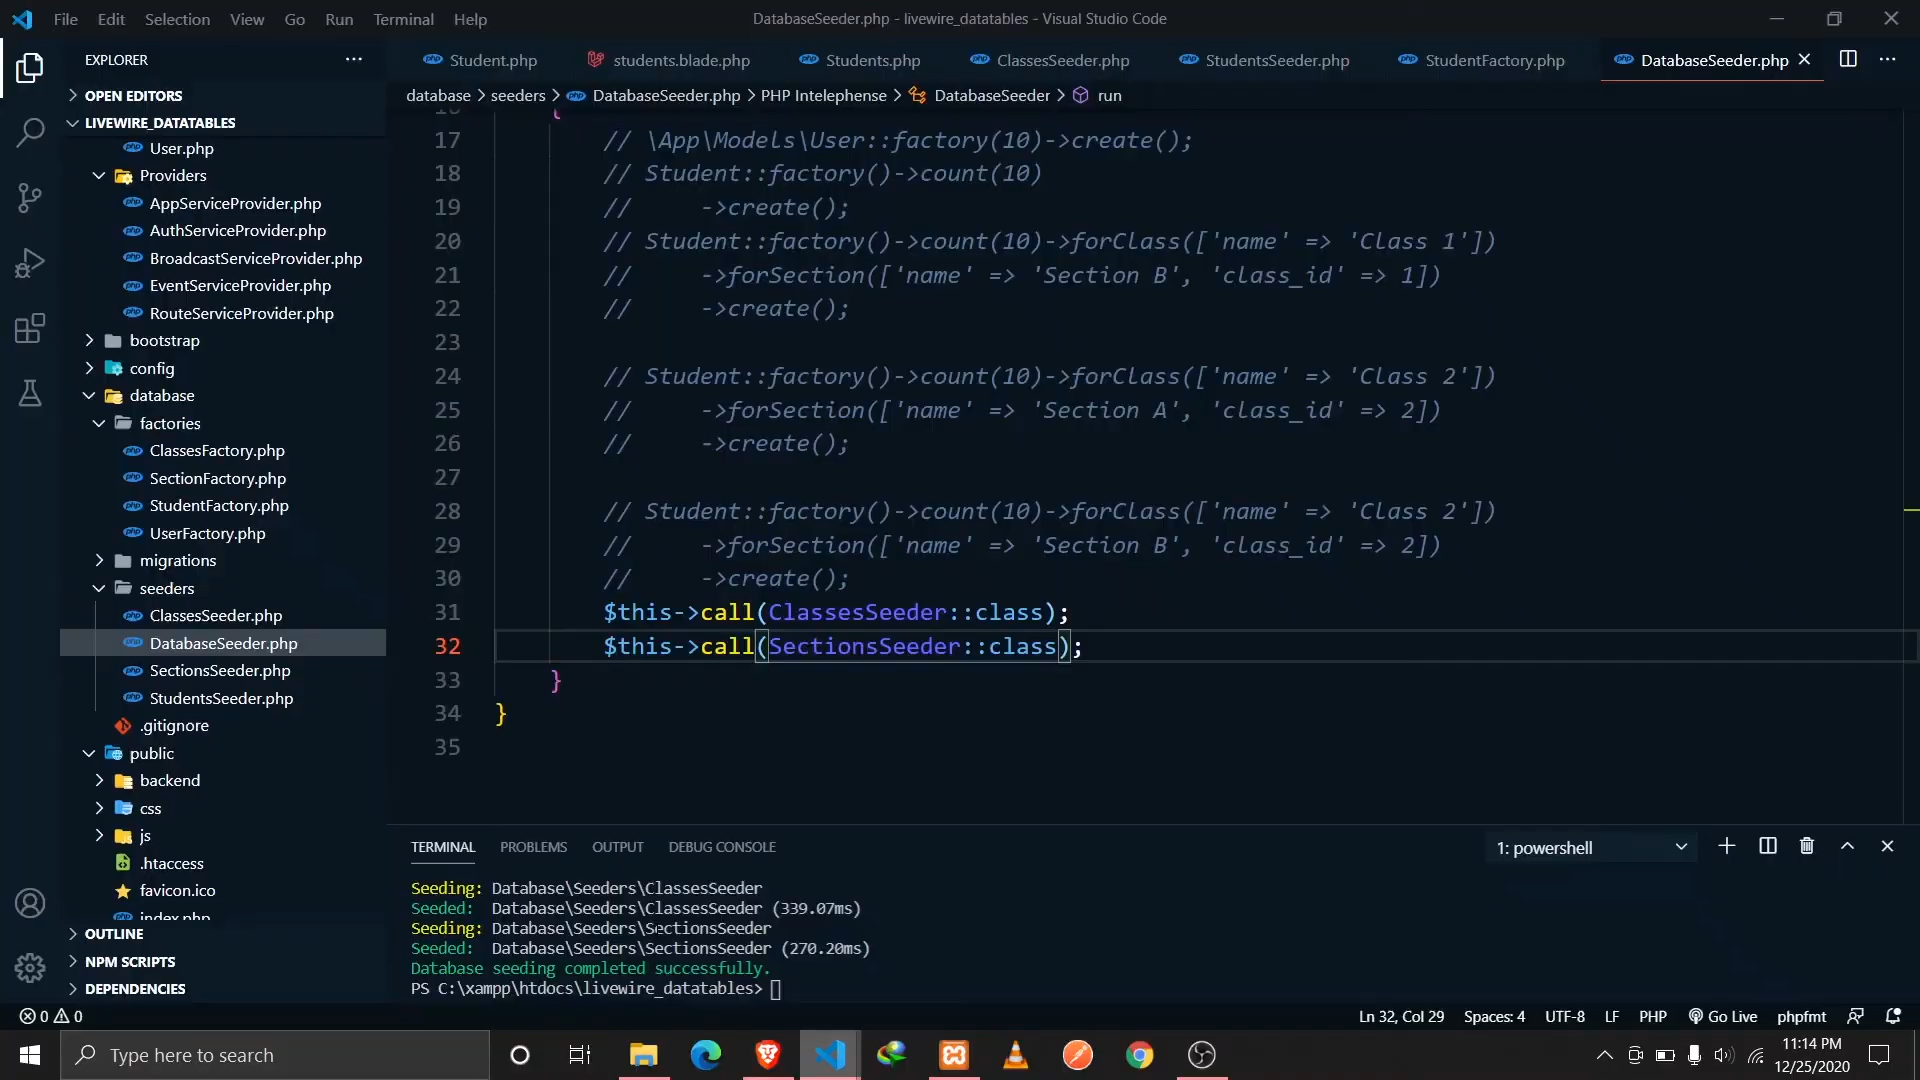 File Edit Selection View Go Run Terminal Help
DatabaseSeeder.php - livewire_datatables - Visual Studio Code
EXPLORER
OPEN EDITORS
LIVEWIRE_DATATABLES
User.php
Providers
AppServiceProvider.php
AuthServiceProvider.php
BroadcastServiceProvider.php
EventServiceProvider.php
RouteServiceProvider.php
bootstrap
config
database
factories
ClassesFactory.php
SectionFactory.php
StudentFactory.php
UserFactory.php
migrations
seeders
ClassesSeeder.php
DatabaseSeeder.php
SectionsSeeder.php
StudentsSeeder.php
.gitignore
public
backend
css
js
.htaccess
favicon.ico
index.php
OUTLINE
NPM SCRIPTS
DEPENDENCIES
Student.php students.blade.php Students.php ClassesSeeder.php StudentsSeeder.php StudentFactory.php DatabaseSeeder.php
database > seeders > DatabaseSeeder.php > PHP Intelephense > DatabaseSeeder > run
16 {
17 // \App\Models\User::factory(10)->create();
18 // Student::factory()->count(10)
19 // ->create();
20 // Student::factory()->count(10)->forClass(['name' => 'Class 1'])
21 // ->forSection(['name' => 'Section B', 'class_id' => 1])
22 // ->create();
23
24 // Student::factory()->count(10)->forClass(['name' => 'Class 2'])
25 // ->forSection(['name' => 'Section A', 'class_id' => 2])
26 // ->create();
27
28 // Student::factory()->count(10)->forClass(['name' => 'Class 2'])
29 // ->forSection(['name' => 'Section B', 'class_id' => 2])
30 // ->create();
31 $this->call(ClassesSeeder::class);
32 $this->call(SectionsSeeder::class);
33 }
34 }
35
TERMINAL PROBLEMS OUTPUT DEBUG CONSOLE
1: powershell
Seeding: Database\Seeders\ClassesSeeder
Seeded: Database\Seeders\ClassesSeeder (339.07ms)
Seeding: Database\Seeders\SectionsSeeder
Seeded: Database\Seeders\SectionsSeeder (270.20ms)
Database seeding completed successfully.
PS C:\xampp\htdocs\livewire_datatables>
0 0
Ln 32, Col 29 Spaces: 4 UTF-8 LF PHP Go Live phpfmt
Type here to search
11:14 PM
12/25/2020